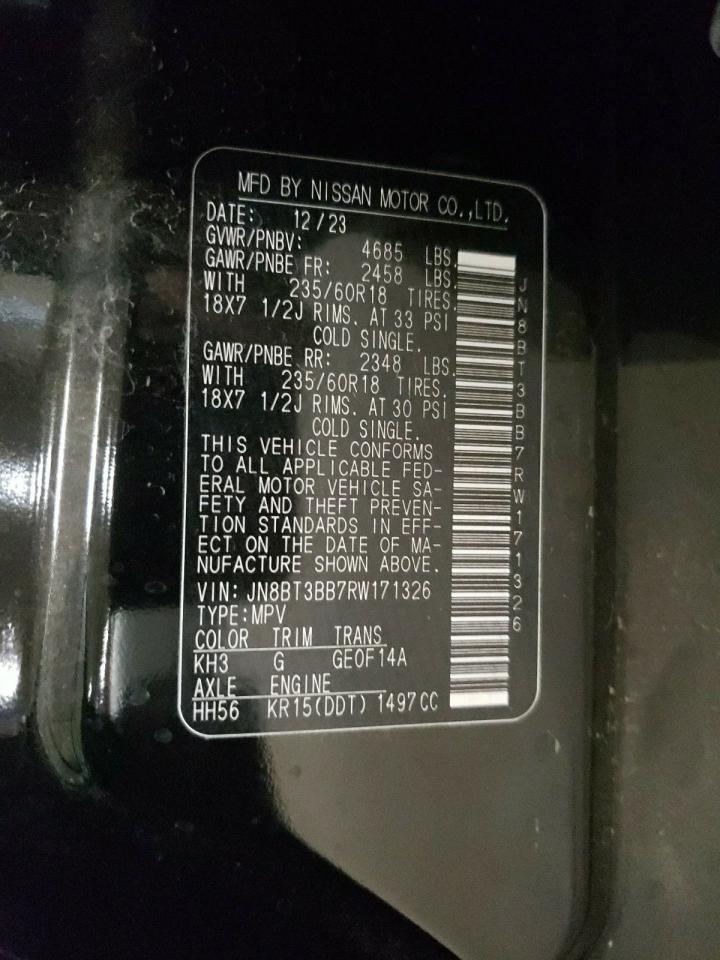 MFD BY NISSAN MOTOR CO.,LTD.
DATE: 12/23
GVWR/PNBV: 4685 LBS.
GAWR/PNBE FR: 2458 LBS.
WITH 235/60R18 TIRES.
18X7 1/2J RIMS. AT 33 PSI
COLD SINGLE.
GAWR/PNBE RR: 2348 LBS.
WITH 235/60R18 TIRES.
18X7 1/2J RIMS. AT 30 PSI
COLD SINGLE.
THIS VEHICLE CONFORMS
TO ALL APPLICABLE FED-
ERAL MOTOR VEHICLE SA-
FETY AND THEFT PREVEN-
TION STANDARDS IN EFF-
ECT ON THE DATE OF MA-
NUFACTURE SHOWN ABOVE.
VIN: JN8BT3BB7RW171326
TYPE:MPV
COLOR TRIM TRANS
KH3 G GE0F14A
AXLE ENGINE
HH56 KR15(DDT) 1497CC
JN8BT3BB7RW171326